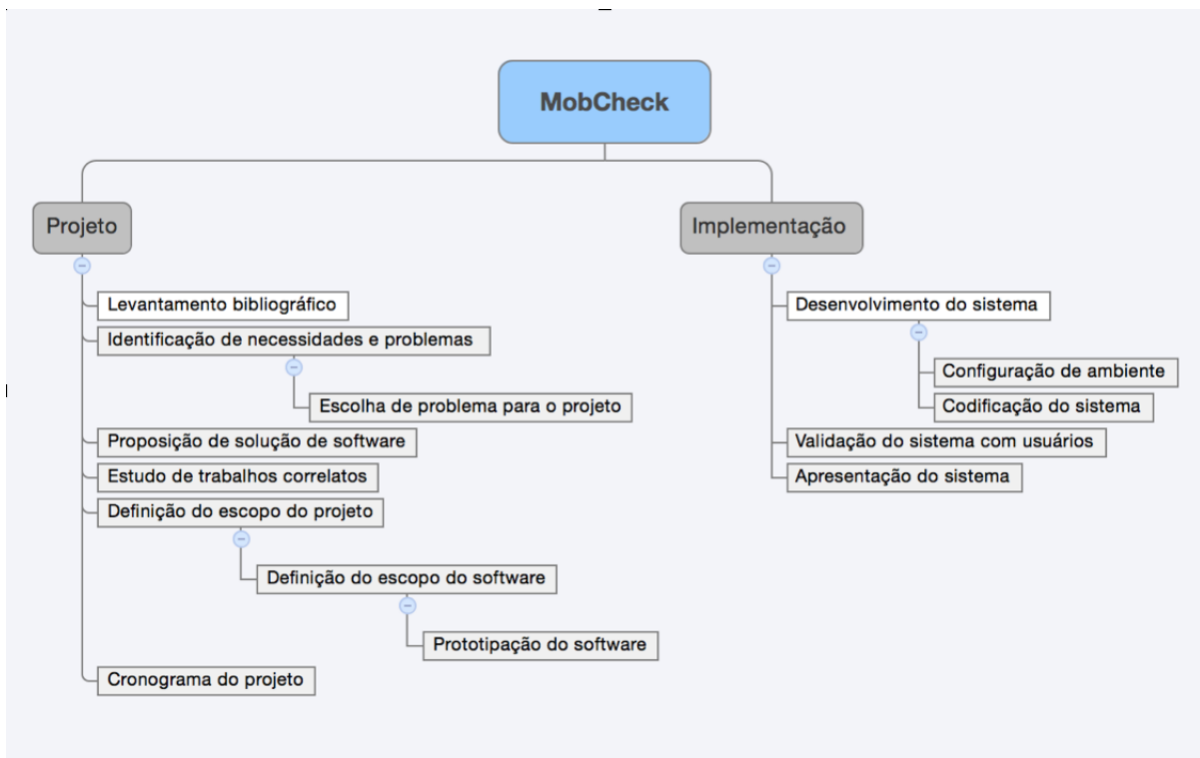 MobCheck
Projeto
Levantamento bibliográfico
Identificação de necessidades e problemas
Escolha de problema para o projeto
Proposição de solução de software
Estudo de trabalhos correlatos
Definição do escopo do projeto
Definição do escopo do software
Prototipação do software
Cronograma do projeto
Implementação
Desenvolvimento do sistema
Configuração de ambiente
Codificação do sistema
Validação do sistema com usuários
Apresentação do sistema